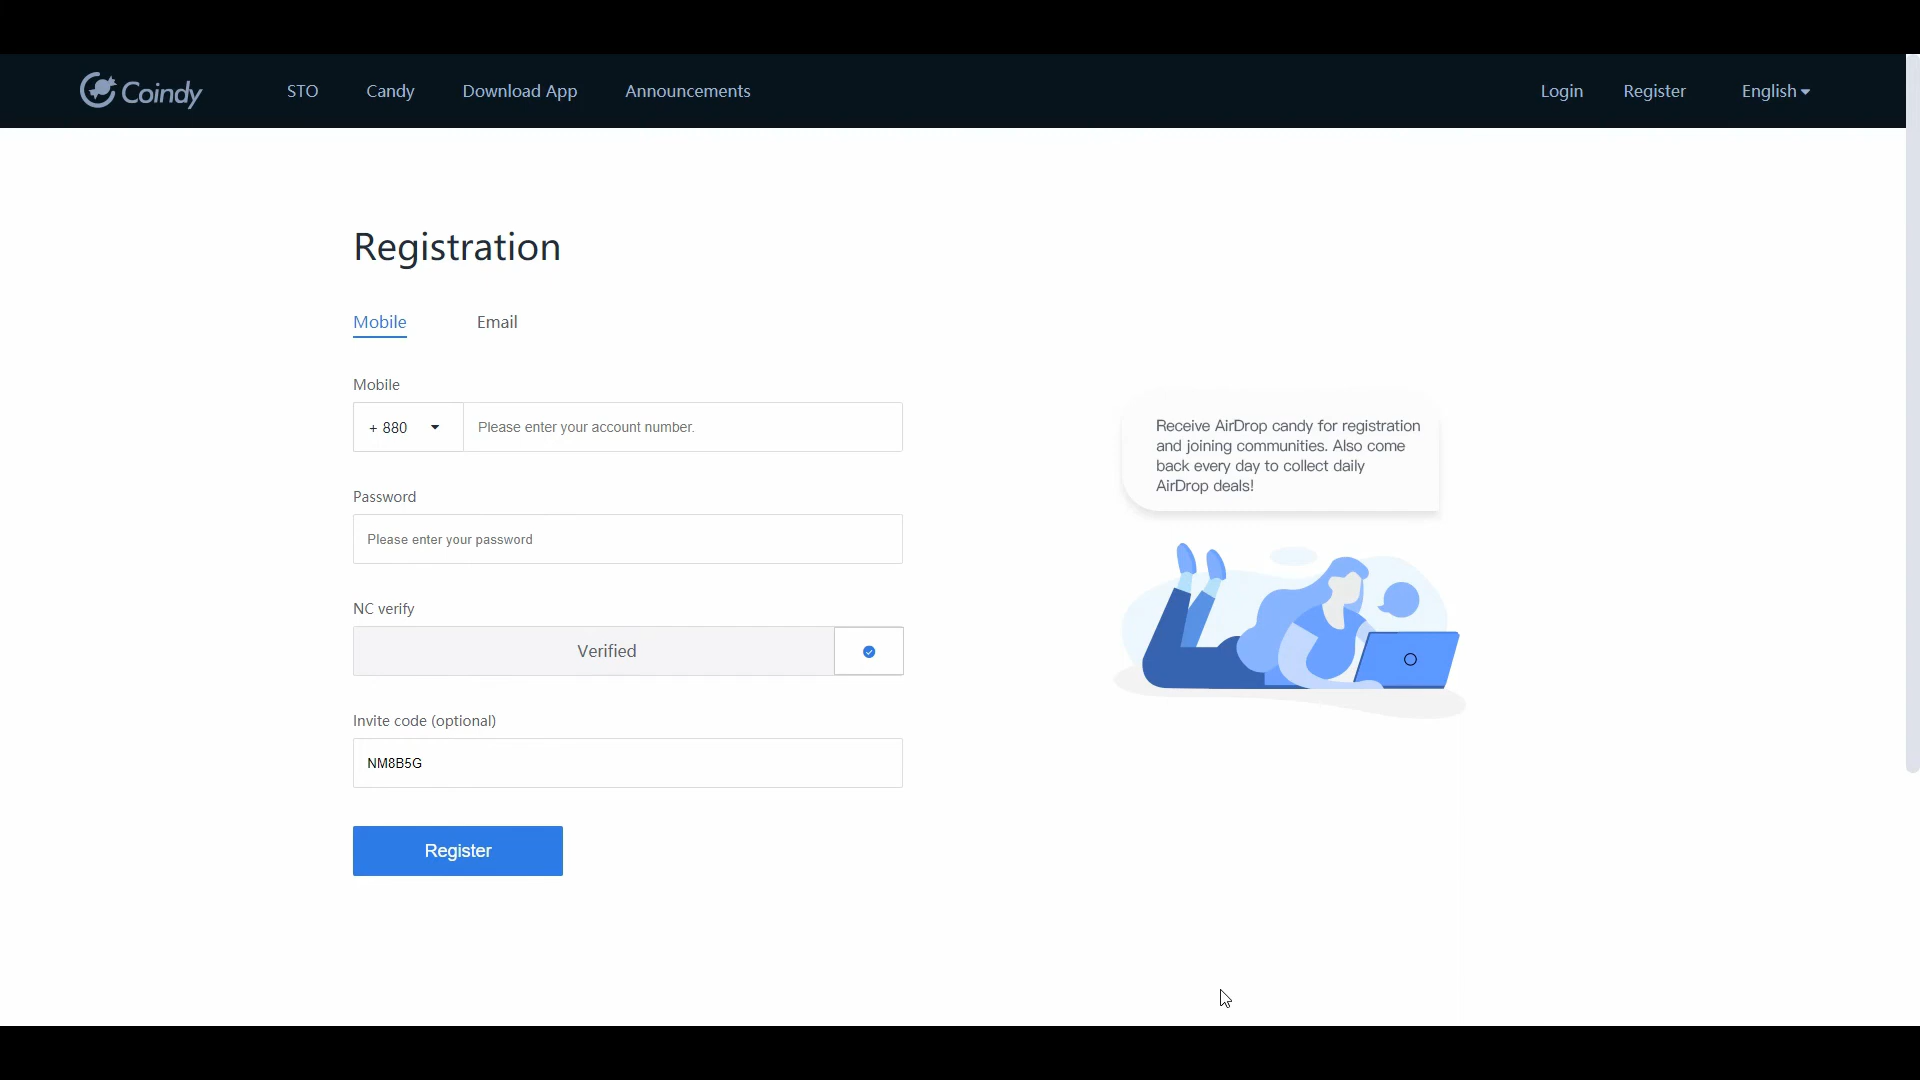 Coindy
STO
Candy
Download App
Announcements
Login
Register
English
Registration
Mobile
Email
Mobile
+ 880
Please enter your account number.
Password
Please enter your password
NC verify
Verified
Invite code (optional)
NM8B5G
Register
Receive AirDrop candy for registration
and joining communities. Also come
back every day to collect daily
AirDrop deals!